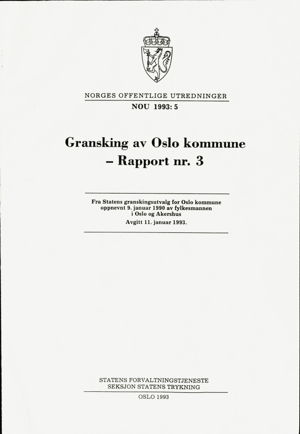 NORGES OFFENTLIGE UTREDNINGER
NOU 1993: 5
Gransking av Oslo kommune
– Rapport nr. 3
Fra Statens granskingsutvalg for Oslo kommune
oppnevnt 9. januar 1990 av fylkesmannen
i Oslo og Akershus
Avgitt 11. januar 1993.
STATENS FORVALTNINGSTJENESTE
SEKSJON STATENS TRYKNING
OSLO 1993